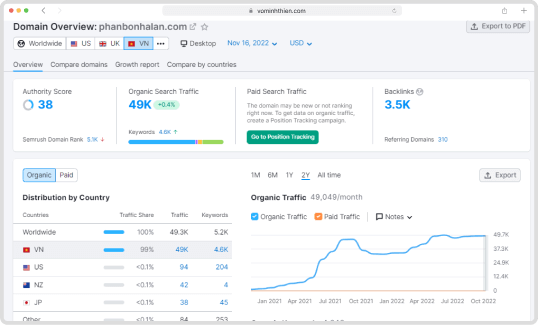 vominhthien.com
Domain Overview: phanbonhalan.com
Export to PDF
Worldwide US UK VN ••• Desktop Nov 16, 2022 USD
Overview Compare domains Growth report Compare by countries
Authority Score
38
Semrush Domain Rank 5.1K ↓
Organic Search Traffic
49K +0.4%
Keywords 4.6K ↑
Paid Search Traffic
The domain may be new or not ranking
right now. To get data on organic traffic,
create a Position Tracking campaign.
Go to Position Tracking
Backlinks
3.5K
Referring Domains 310
Organic Paid
Distribution by Country
Countries Traffic Share Traffic Keywords
Worldwide 100% 49.3K 5.2K
VN 99% 49K 4.6K
US <0.1% 94 204
NZ <0.1% 42 4
JP <0.1% 38 45
Other <0.1% 84 253
1M 6M 1Y 2Y All time
Export
Organic Traffic 49,049/month
Organic Traffic Paid Traffic Notes
49.7K
37.3K
24.9K
12.4K
0
Jan 2021 Apr 2021 Jul 2021 Oct 2021 Jan 2022 Apr 2022 Jul 2022 Oct 2022